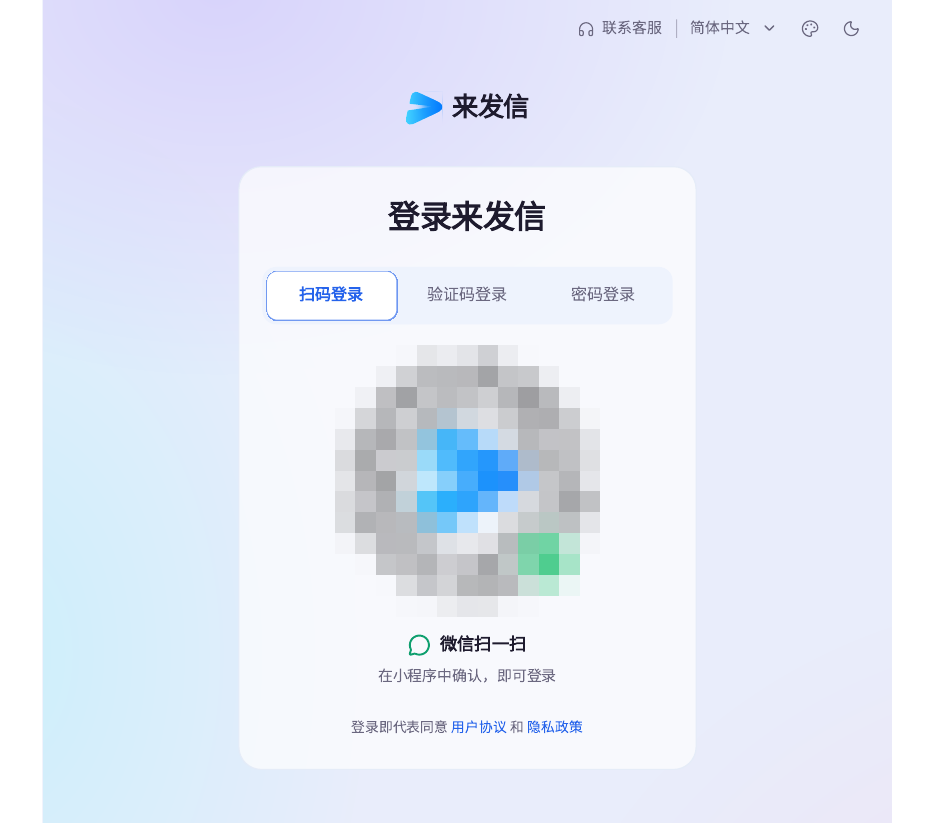 联系客服 简体中文
来发信
登录来发信
扫码登录 验证码登录 密码登录
微信扫一扫
在小程序中确认，即可登录
登录即代表同意 用户协议 和 隐私政策